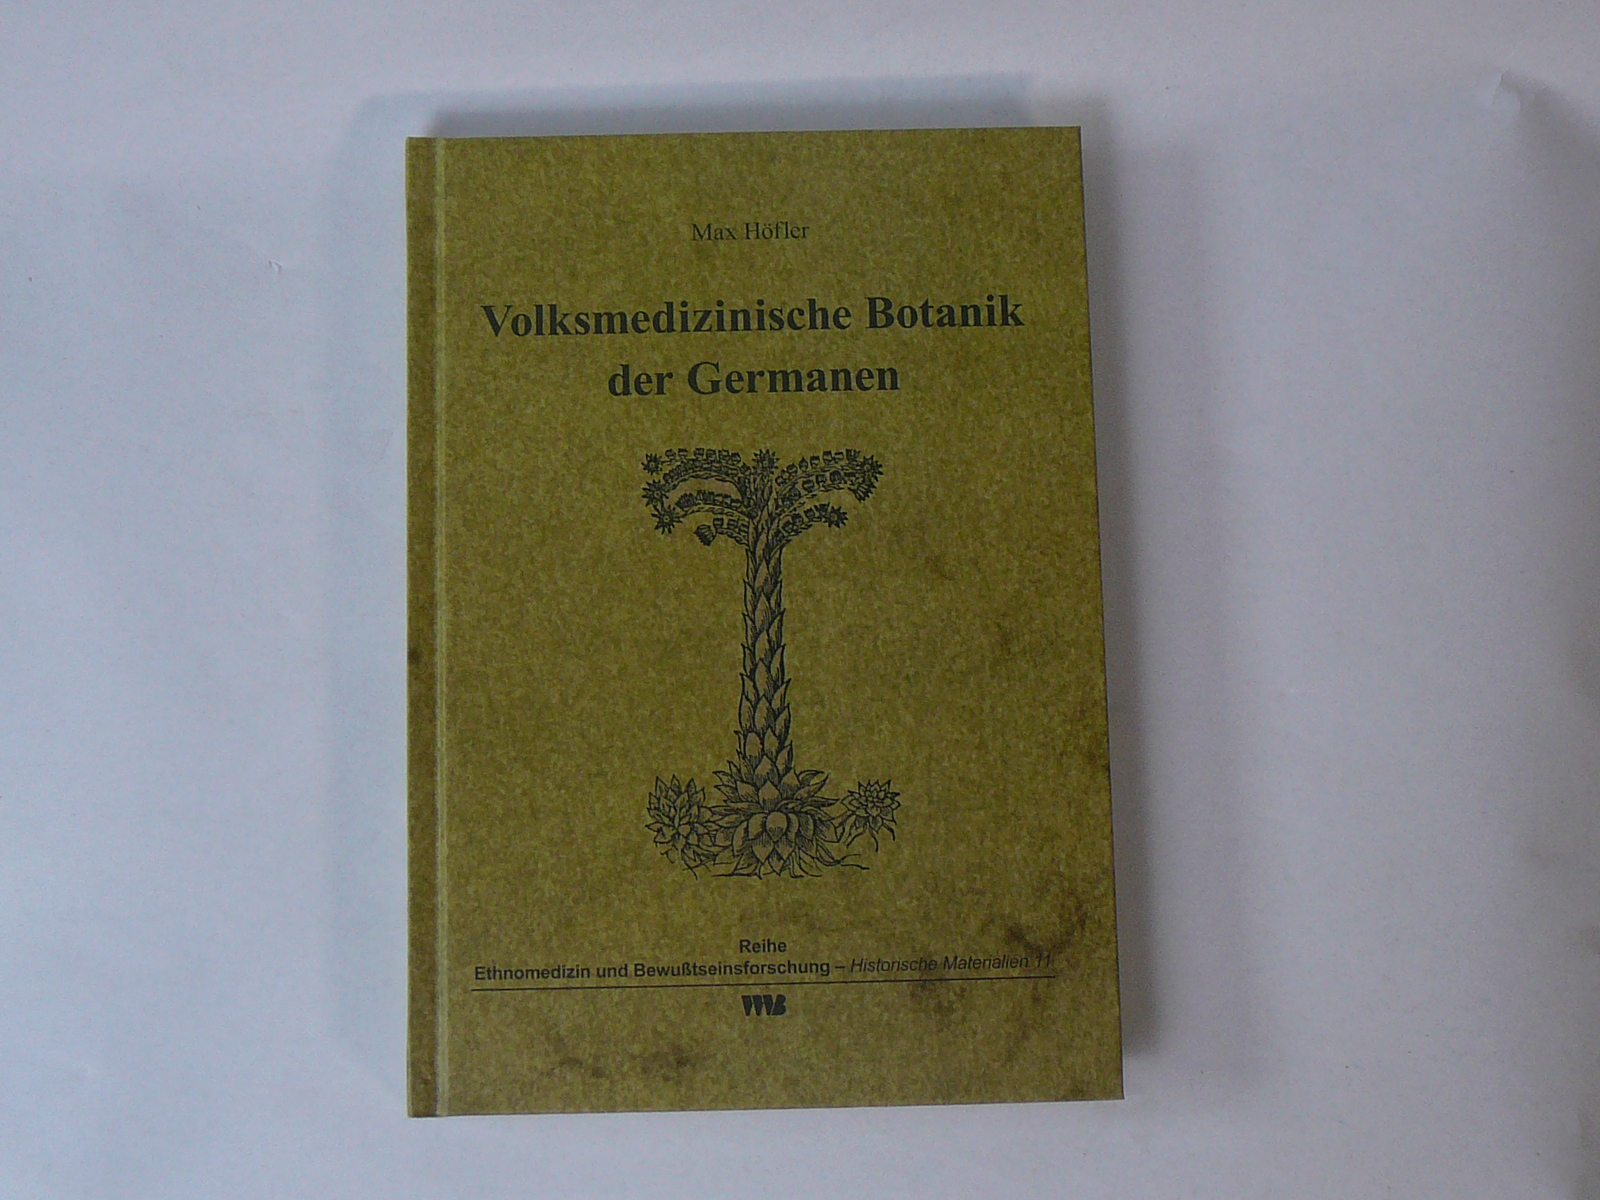 Max Höfler
Volksmedizinische Botanik
der Germanen
Reihe
Ethnomedizin und Bewußtseinsforschung – Historische Materialien 11
VWB